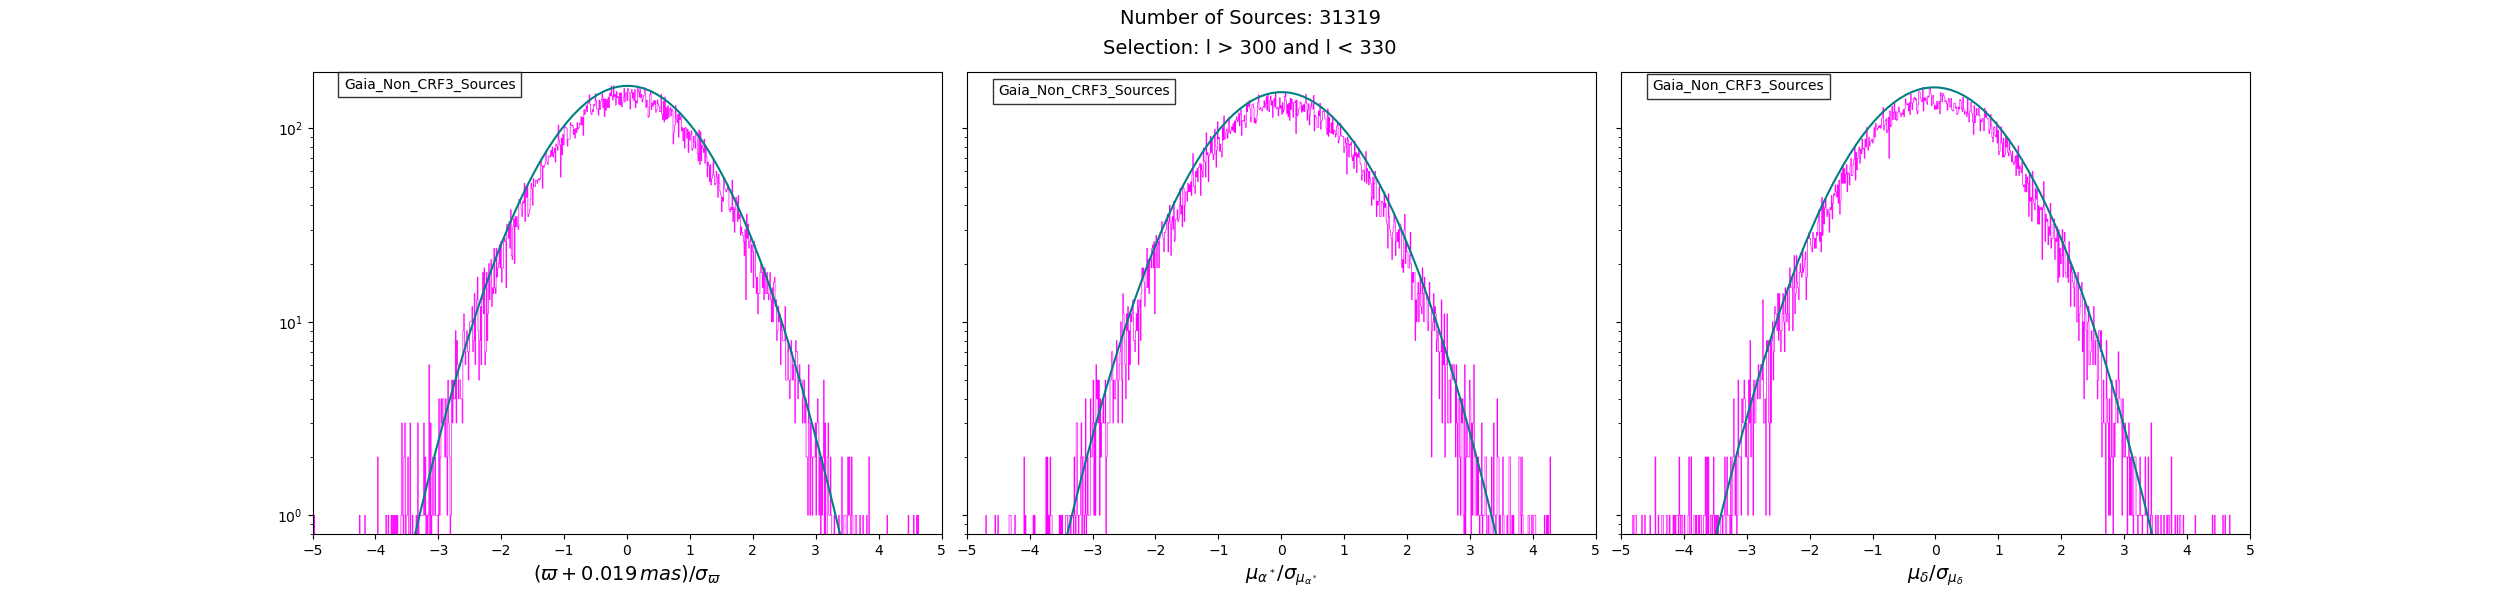 Number of Sources: 31319
Selection: l > 300 and l < 330
Gaia_Non_CRF3_Sources
Gaia_Non_CRF3_Sources
Gaia_Non_CRF3_Sources
10²
10¹
10⁰
−5 −4 −3 −2 −1 0 1 2 3 4 5
−5 −4 −3 −2 −1 0 1 2 3 4 5
−5 −4 −3 −2 −1 0 1 2 3 4 5
(ϖ + 0.019 mas)/σ_ϖ
μ_α*/σ_μ_α*
μ_δ/σ_μ_δ